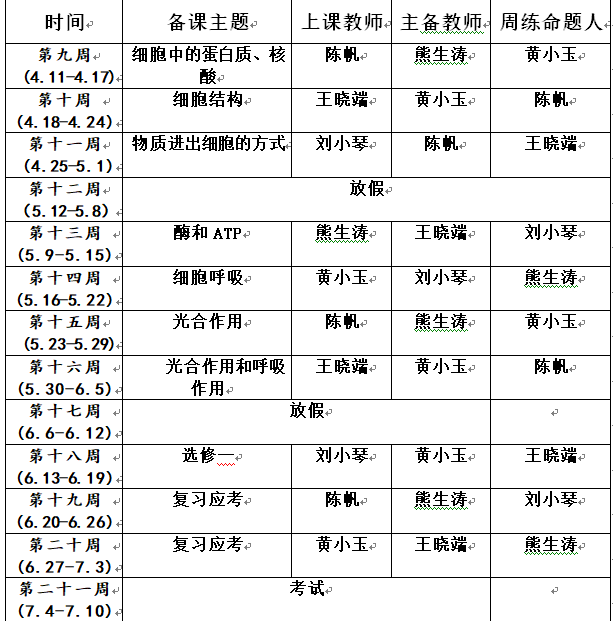 时间 备课主题 上课教师 主备教师 周练命题人
第九周 细胞中的蛋白质、核 陈帆 熊生涛 黄小玉
(4.11-4.17) 酸
第十周 细胞结构 王晓端 黄小玉 陈帆
(4.18-4.24)
第十一周 物质进出细胞的方式 刘小琴 陈帆 王晓端
(4.25-5.1)
第十二周 放假
(5.12-5.8)
第十三周 酶和 ATP 熊生涛 王晓端 刘小琴
(5.9-5.15)
第十四周 细胞呼吸 黄小玉 刘小琴 熊生涛
(5.16-5.22)
第十五周 光合作用 陈帆 熊生涛 黄小玉
(5.23-5.29)
第十六周 光合作用和呼吸 王晓端 黄小玉 陈帆
(5.30-6.5) 作用
第十七周 放假
(6.6-6.12)
第十八周 选修一 刘小琴 黄小玉 王晓端
(6.13-6.19)
第十九周 复习应考 陈帆 熊生涛 刘小琴
(6.20-6.26)
第二十周 复习应考 黄小玉 王晓端 熊生涛
(6.27-7.3)
第二十一周 考试
(7.4-7.10)